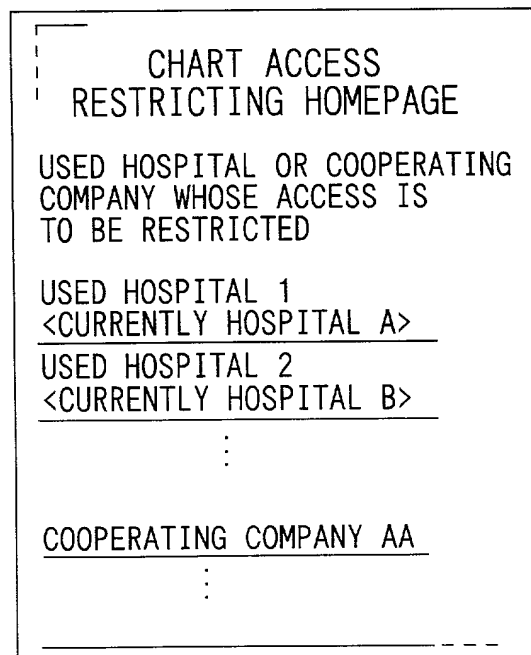 CHART ACCESS
RESTRICTING HOMEPAGE
USED HOSPITAL OR COOPERATING
COMPANY WHOSE ACCESS IS
TO BE RESTRICTED
USED HOSPITAL 1
<CURRENTLY HOSPITAL A>
USED HOSPITAL 2
<CURRENTLY HOSPITAL B>
COOPERATING COMPANY AA